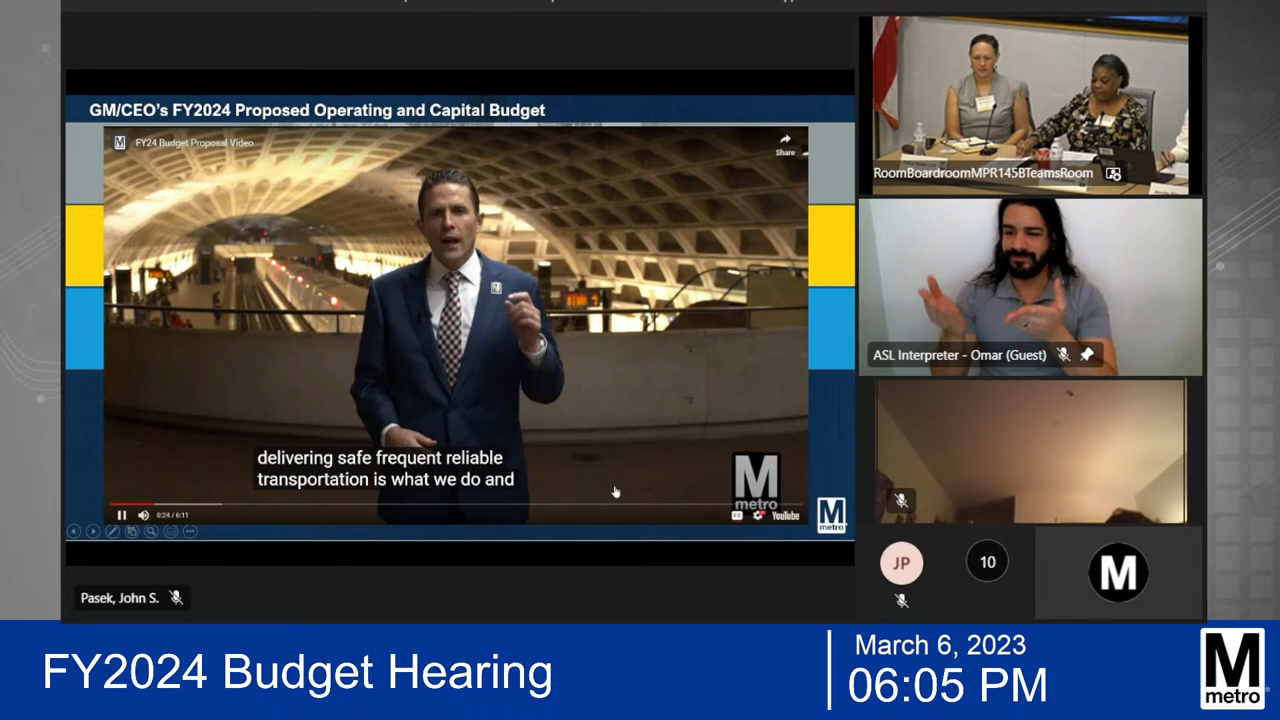 GM/CEO's FY2024 Proposed Operating and Capital Budget
FY24 Budget Proposal Video
Share
delivering safe frequent reliable
transportation is what we do and
M
metro
0:24 / 6:11
CC
YouTube
M
metro
Pasek, John S.
RoomBoardroomMPR145BTeamsRoom
ASL Interpreter - Omar (Guest)
JP
10
M
FY2024 Budget Hearing
March 6, 2023
06:05 PM
M
metro